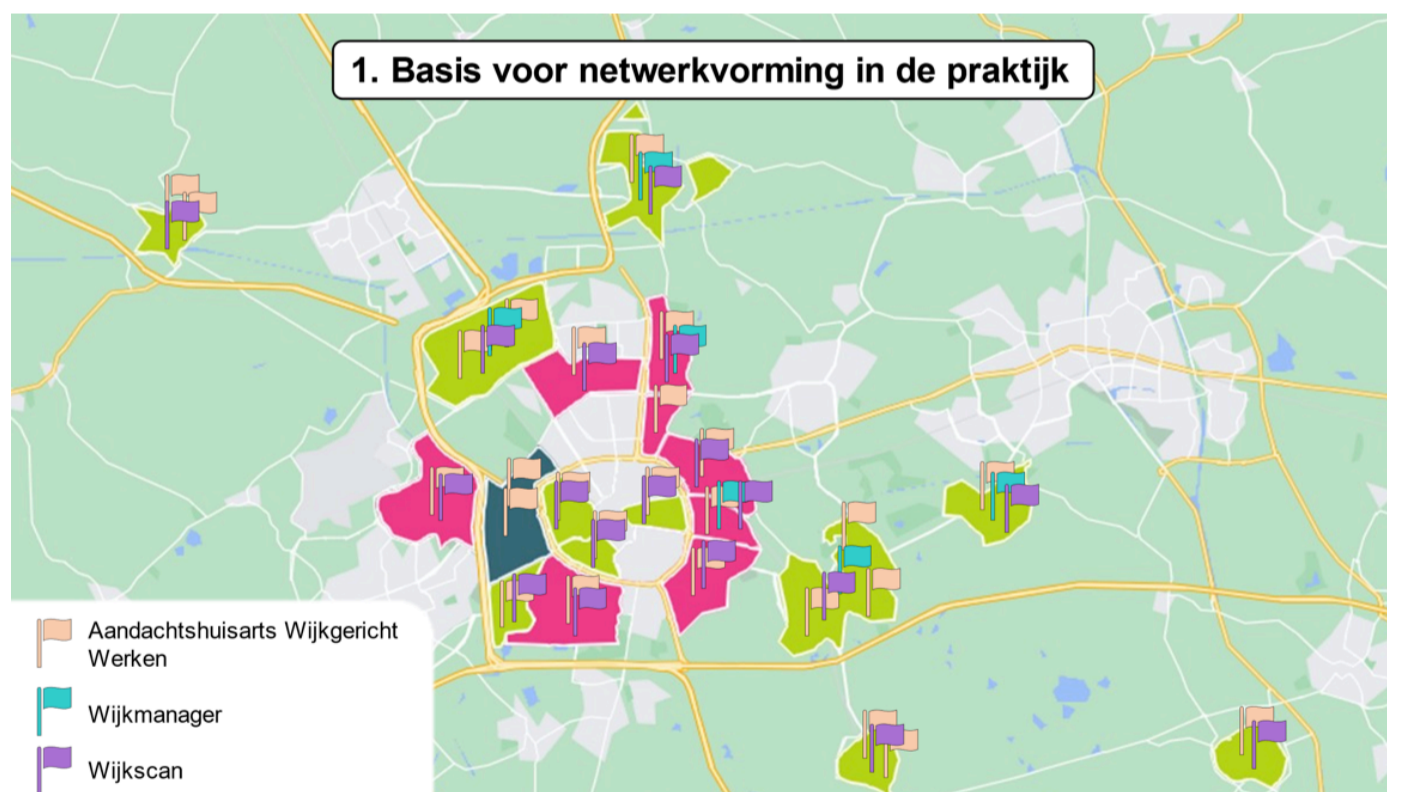 1. Basis voor netwerkvorming in de praktijk
Aandachtshuisarts Wijkgericht
Werken
Wijkmanager
Wijkscan